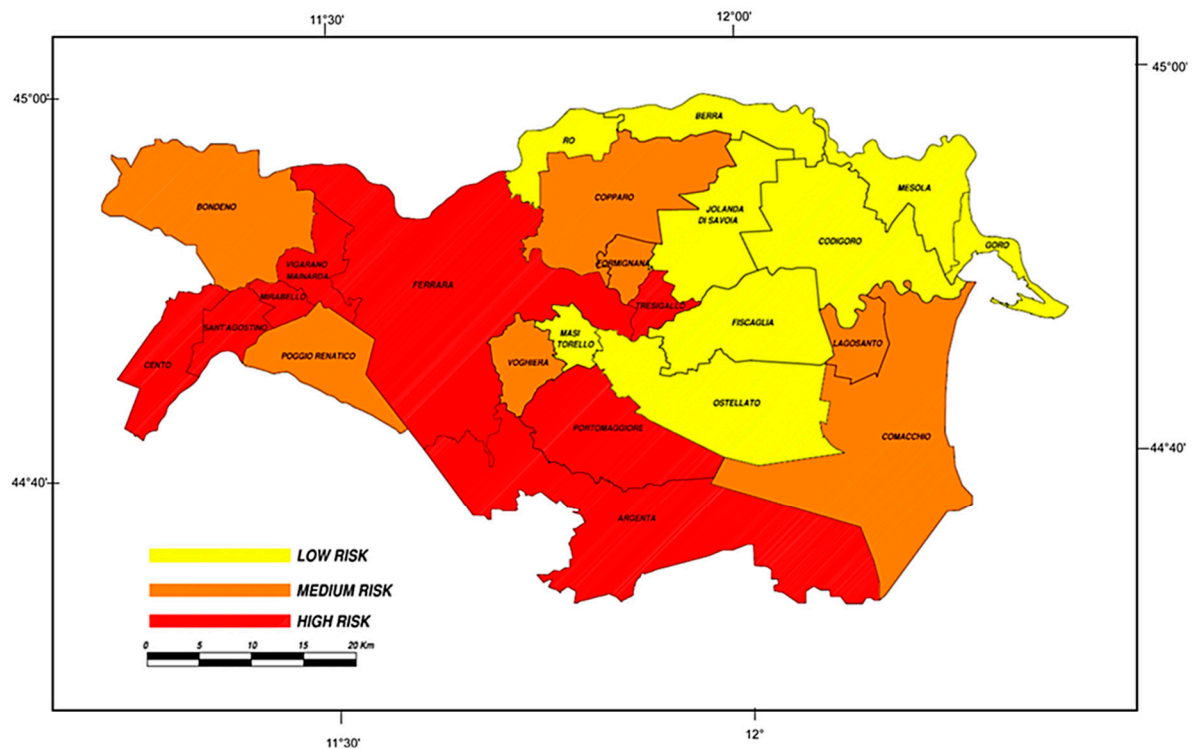 11°30'
12°00'
45°00'
45°00'
BERRA
RO
MESOLA
COPPARO
BONDENO
JOLANDA
DI SAVOIA
CODIGORO
GORO
VIGARANO
MAINARDA
FORMIGNANA
FERRARA
MIRABELLO
TRESIGALLO
SANT'AGOSTINO
FISCAGLIA
MASI
TORELLO
LAGOSANTO
POGGIO RENATICO
VOGHIERA
CENTO
OSTELLATO
PORTOMAGGIORE
COMACCHIO
44°40'
44°40'
ARGENTA
LOW RISK
MEDIUM RISK
HIGH RISK
0 5 10 15 20 Km
11°30'
12°